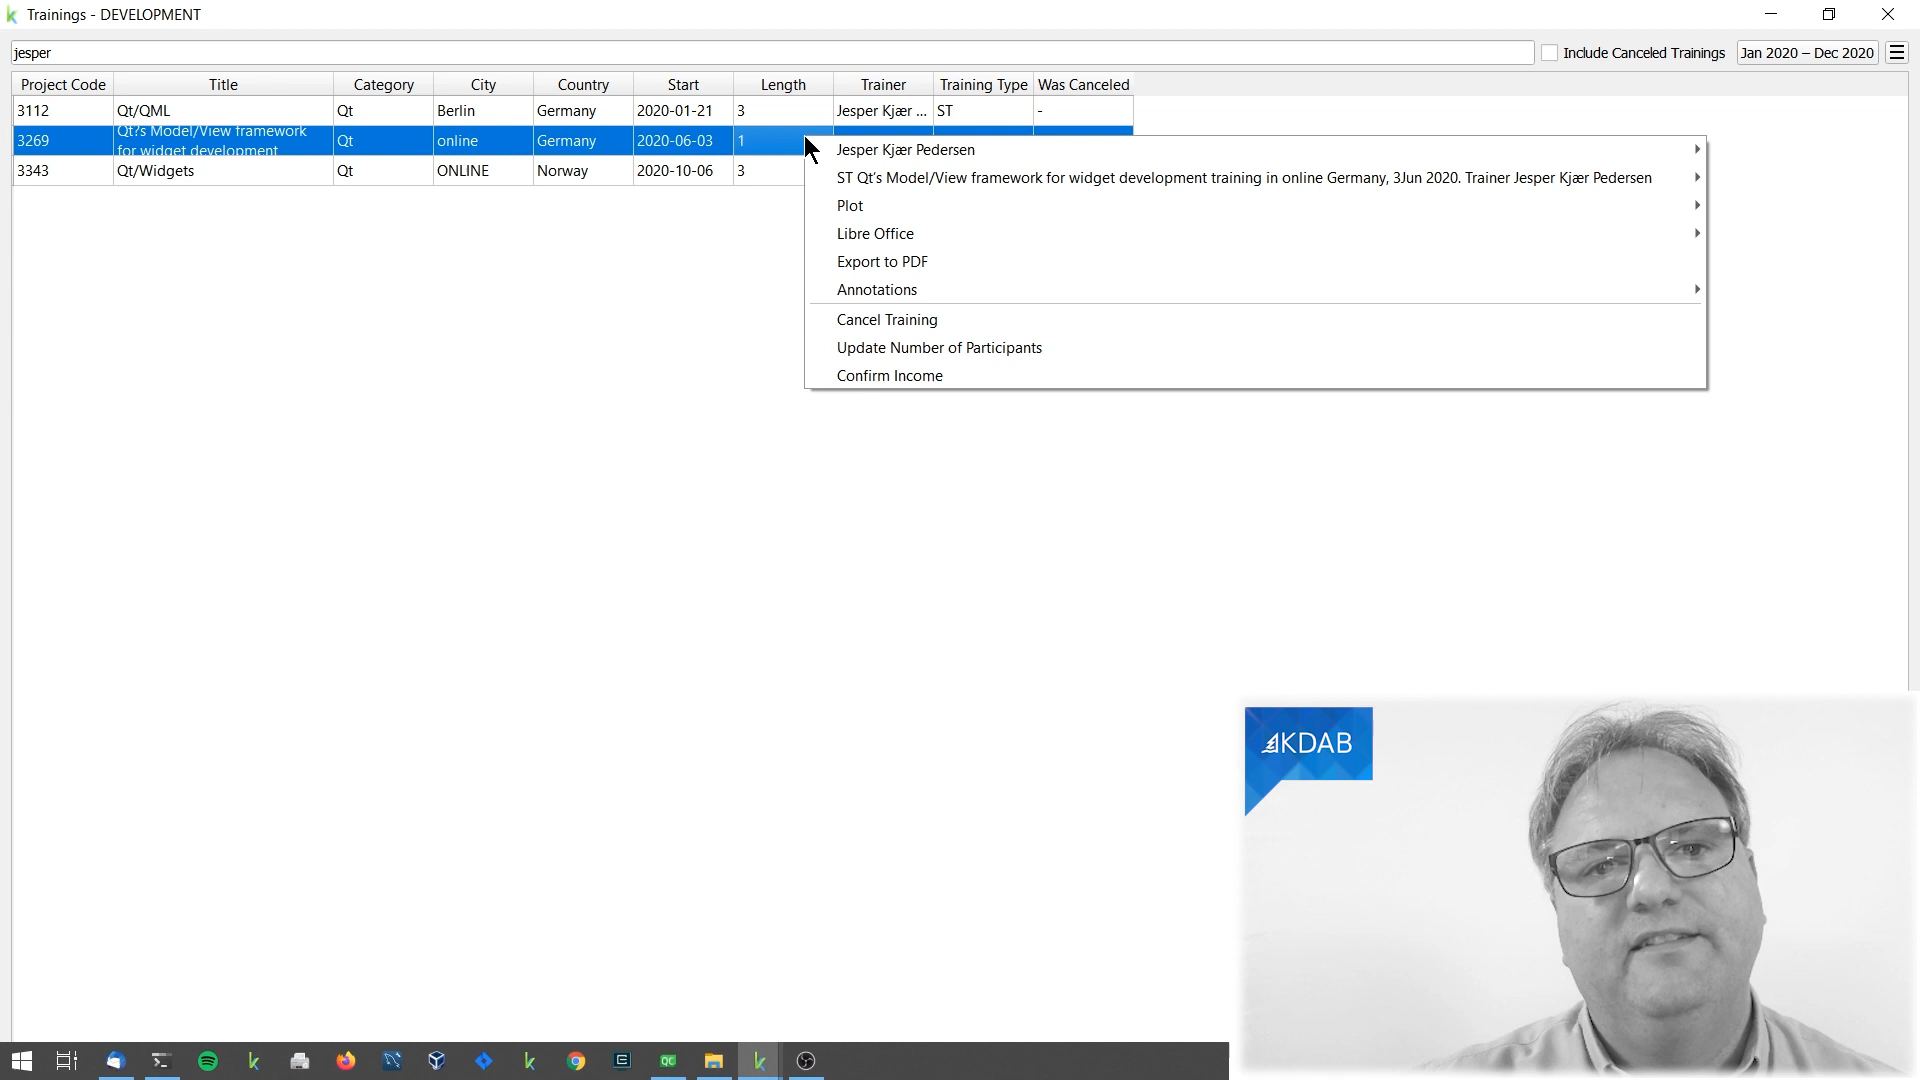 Trainings - DEVELOPMENT
jesper
Include Canceled Trainings
Jan 2020 – Dec 2020
Project Code Title Category City Country Start Length Trainer Training Type Was Canceled
3112 Qt/QML Qt Berlin Germany 2020-01-21 3 Jesper Kjær ... ST -
3269 Qt?s Model/View framework for widget development Qt online Germany 2020-06-03 1
3343 Qt/Widgets Qt ONLINE Norway 2020-10-06 3
Jesper Kjær Pedersen
ST Qt's Model/View framework for widget development training in online Germany, 3Jun 2020. Trainer Jesper Kjær Pedersen
Plot
Libre Office
Export to PDF
Annotations
Cancel Training
Update Number of Participants
Confirm Income
KDAB
QC